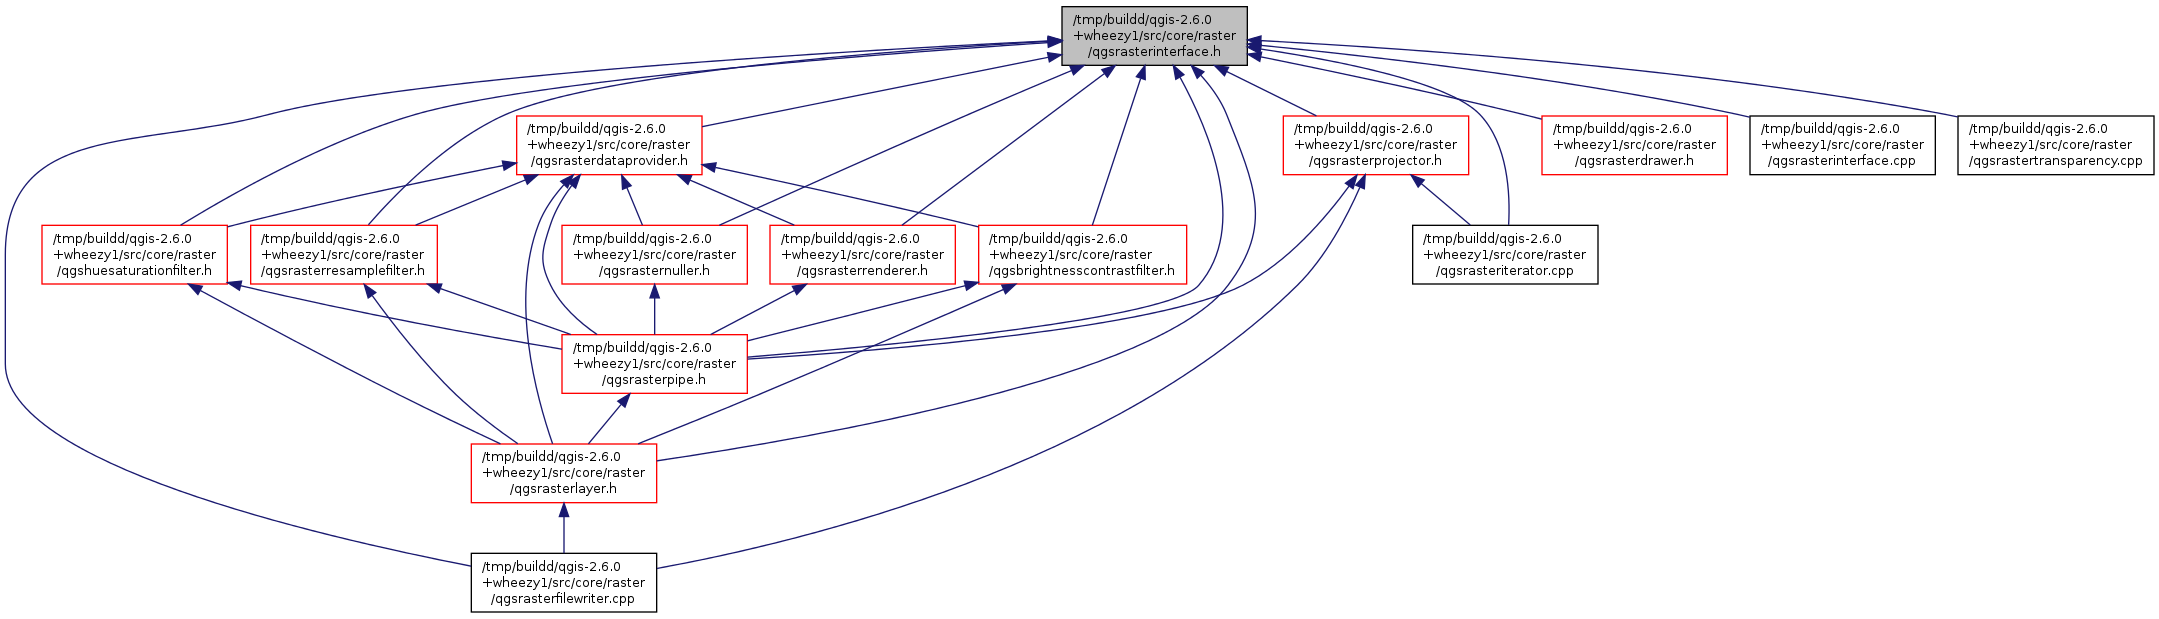 /tmp/buildd/qgis-2.6.0
+wheezy1/src/core/raster
/qgsrasterinterface.h
/tmp/buildd/qgis-2.6.0
+wheezy1/src/core/raster
/qgsrasterdataprovider.h
/tmp/buildd/qgis-2.6.0
+wheezy1/src/core/raster
/qgsrasterprojector.h
/tmp/buildd/qgis-2.6.0
+wheezy1/src/core/raster
/qgsrasterdrawer.h
/tmp/buildd/qgis-2.6.0
+wheezy1/src/core/raster
/qgsrasterinterface.cpp
/tmp/buildd/qgis-2.6.0
+wheezy1/src/core/raster
/qgsrastertransparency.cpp
/tmp/buildd/qgis-2.6.0
+wheezy1/src/core/raster
/qgshuesaturationfilter.h
/tmp/buildd/qgis-2.6.0
+wheezy1/src/core/raster
/qgsrasterresamplefilter.h
/tmp/buildd/qgis-2.6.0
+wheezy1/src/core/raster
/qgsrasternuller.h
/tmp/buildd/qgis-2.6.0
+wheezy1/src/core/raster
/qgsrasterrenderer.h
/tmp/buildd/qgis-2.6.0
+wheezy1/src/core/raster
/qgsbrightnesscontrastfilter.h
/tmp/buildd/qgis-2.6.0
+wheezy1/src/core/raster
/qgsrasteriterator.cpp
/tmp/buildd/qgis-2.6.0
+wheezy1/src/core/raster
/qgsrasterpipe.h
/tmp/buildd/qgis-2.6.0
+wheezy1/src/core/raster
/qgsrasterlayer.h
/tmp/buildd/qgis-2.6.0
+wheezy1/src/core/raster
/qgsrasterfilewriter.cpp